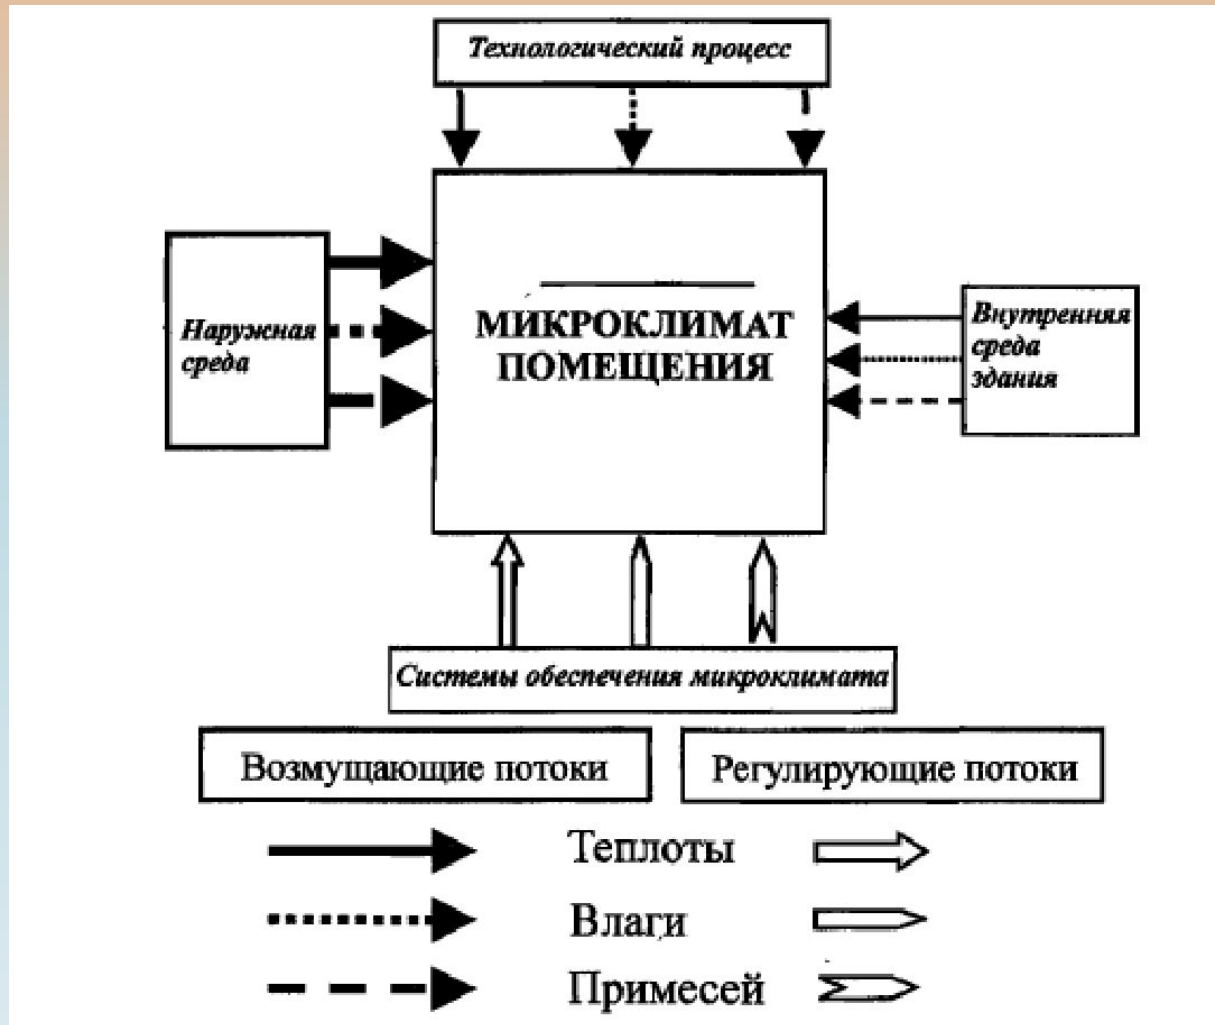 Технологический процесс
Наружная
среда
МИКРОКЛИМАТ
ПОМЕЩЕНИЯ
Внутренняя
среда
здания
Системы обеспечения микроклимата
Возмущающие потоки
Регулирующие потоки
Теплоты
Влаги
Примесей